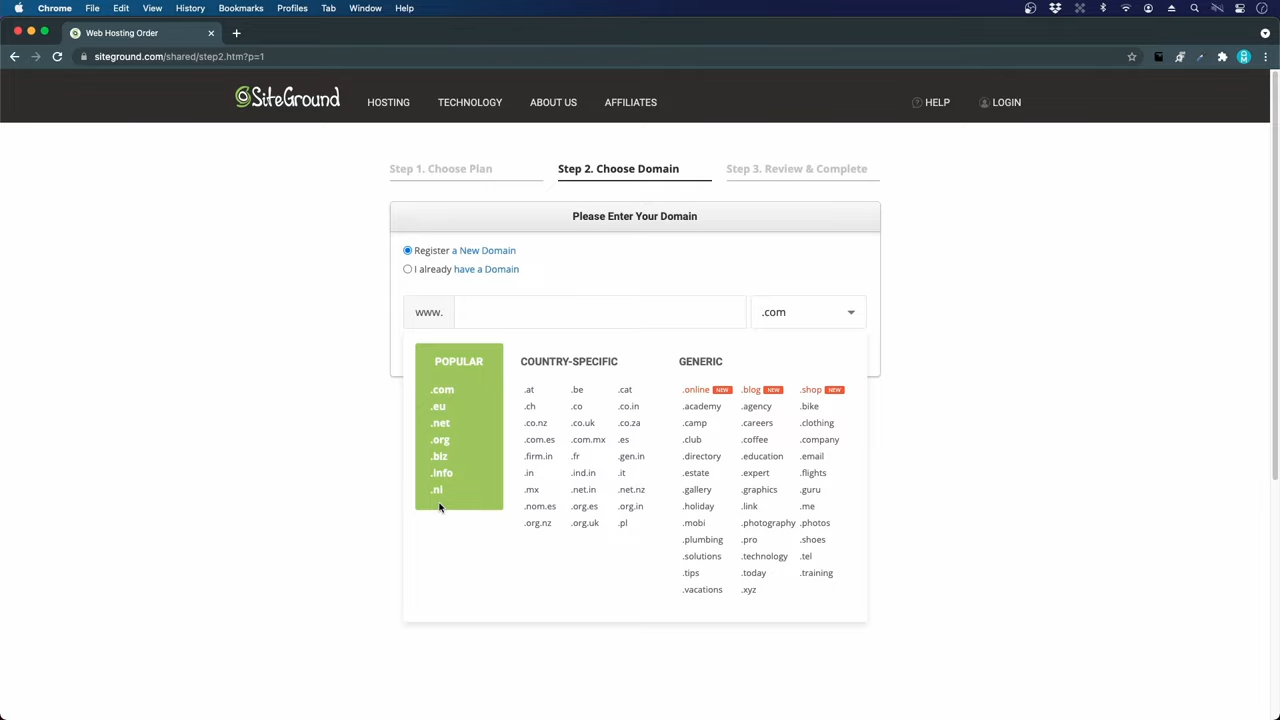 Chrome File Edit View History Bookmarks Profiles Tab Window Help
Web Hosting Order
siteground.com/shared/step2.htm?p=1
SiteGround HOSTING TECHNOLOGY ABOUT US AFFILIATES HELP LOGIN
Step 1. Choose Plan Step 2. Choose Domain Step 3. Review & Complete
Please Enter Your Domain
Register a New Domain
I already have a Domain
www. .com
POPULAR
.com
.eu
.net
.org
.biz
.info
.nl
COUNTRY-SPECIFIC
.at .be .cat
.ch .co .co.in
.co.nz .co.uk .co.za
.com.es .com.mx .es
.firm.in .fr .gen.in
.in .ind.in .it
.mx .net.in .net.nz
.nom.es .org.es .org.in
.org.nz .org.uk .pl
GENERIC
.online NEW .blog NEW .shop NEW
.academy .agency .bike
.camp .careers .clothing
.club .coffee .company
.directory .education .email
.estate .expert .flights
.gallery .graphics .guru
.holiday .link .me
.mobi .photography .photos
.plumbing .pro .shoes
.solutions .technology .tel
.tips .today .training
.vacations .xyz